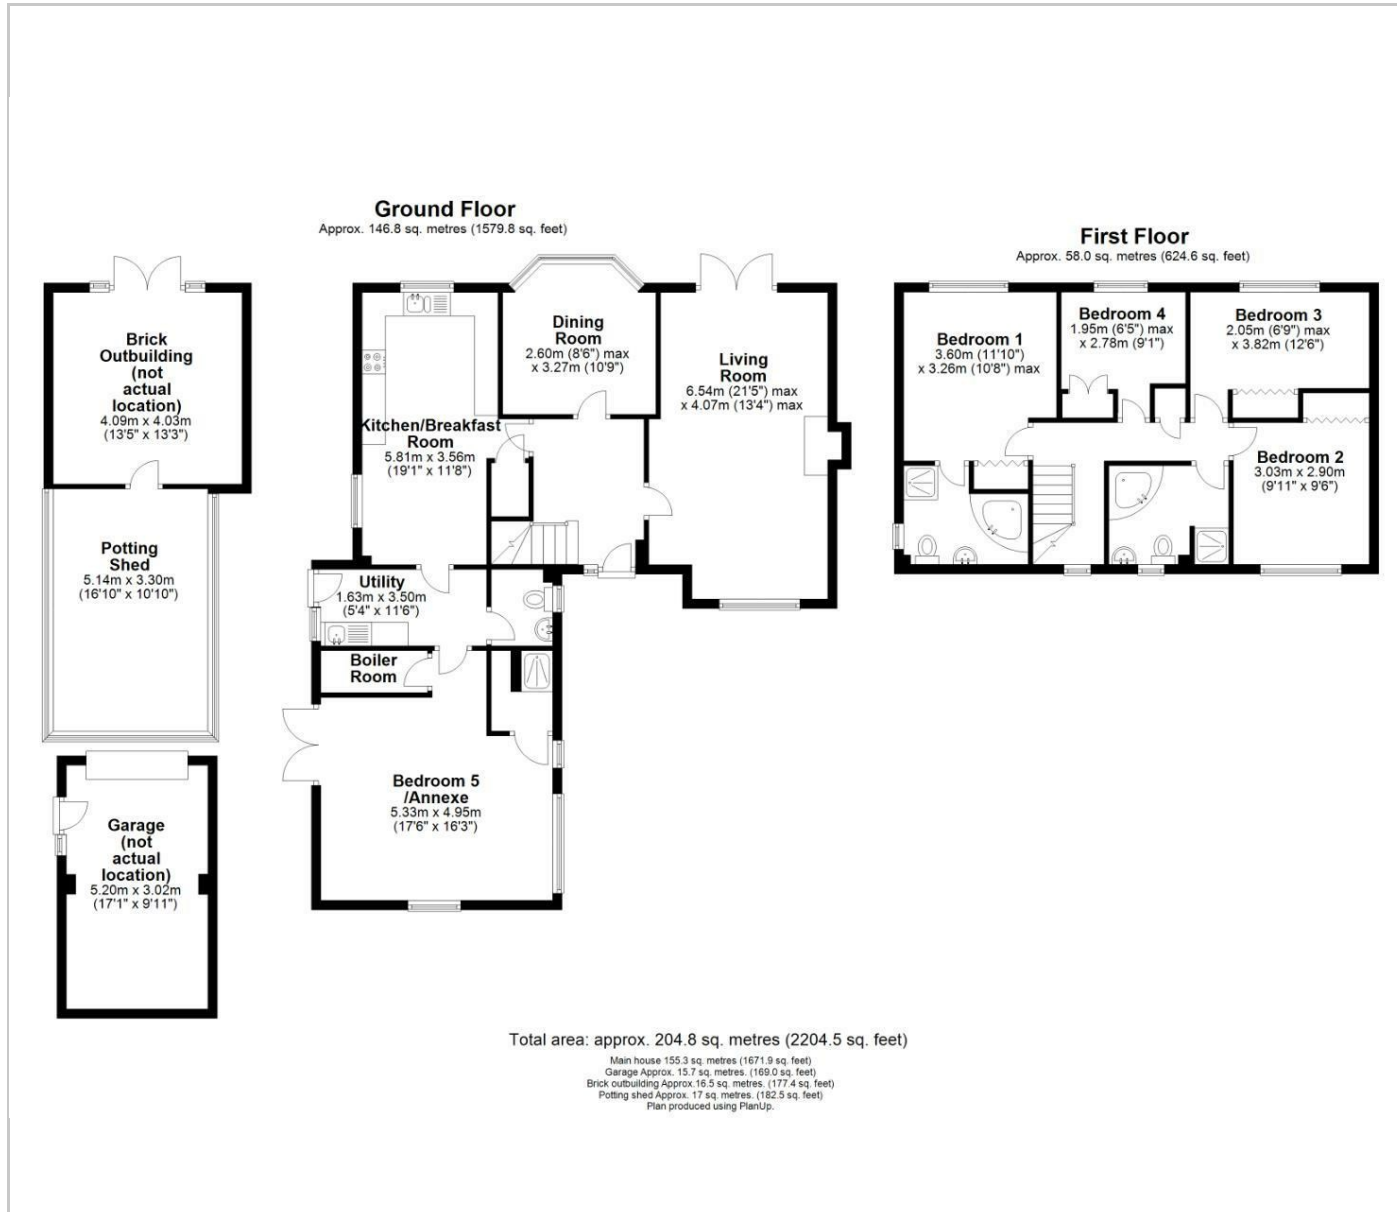 Ground Floor
Approx. 146.8 sq. metres (1579.8 sq. feet)
First Floor
Approx. 58.0 sq. metres (624.6 sq. feet)
Brick
Outbuilding
(not
actual
location)
4.09m x 4.03m
(13'5" x 13'3")
Potting
Shed
5.14m x 3.30m
(16'10" x 10'10")
Garage
(not
actual
location)
5.20m x 3.02m
(17'1" x 9'11")
Kitchen/Breakfast
Room
5.81m x 3.56m
(19'1" x 11'8")
Dining
Room
2.60m (8'6") max
x 3.27m (10'9")
Living
Room
6.54m (21'5") max
x 4.07m (13'4") max
Utility
1.63m x 3.50m
(5'4" x 11'6")
Boiler
Room
Bedroom 5
/Annexe
5.33m x 4.95m
(17'6" x 16'3")
Bedroom 1
3.60m (11'10")
x 3.26m (10'8") max
Bedroom 4
1.95m (6'5") max
x 2.78m (9'1")
Bedroom 3
2.05m (6'9") max
x 3.82m (12'6")
Bedroom 2
3.03m x 2.90m
(9'11" x 9'6")
Total area: approx. 204.8 sq. metres (2204.5 sq. feet)
Main house 155.3 sq. metres (1671.9 sq. feet)
Garage Approx. 15.7 sq. metres. (169.0 sq. feet)
Brick outbuilding Approx.16.5 sq. metres. (177.4 sq. feet)
Potting shed Approx. 17 sq. metres. (182.5 sq. feet)
Plan produced using PlanUp.